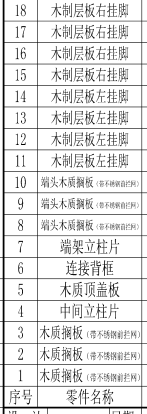 18 木制层板右挂脚
17 木制层板右挂脚
16 木制层板右挂脚
15 木制层板右挂脚
14 木制层板左挂脚
13 木制层板左挂脚
12 木制层板左挂脚
11 木制层板左挂脚
10 端头木质搁板（带不锈钢前拦网）
9 端头木质搁板（带不锈钢前拦网）
8 端头木质搁板（带不锈钢前拦网）
7 端架立柱片
6 连接背框
5 木质顶盖板
4 中间立柱片
3 木质搁板（带不锈钢前拦网）
2 木质搁板（带不锈钢前拦网）
1 木质搁板（带不锈钢前拦网）
序号 零件名称